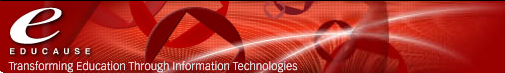 e
EDUCAUSE
Transforming Education Through Information Technologies